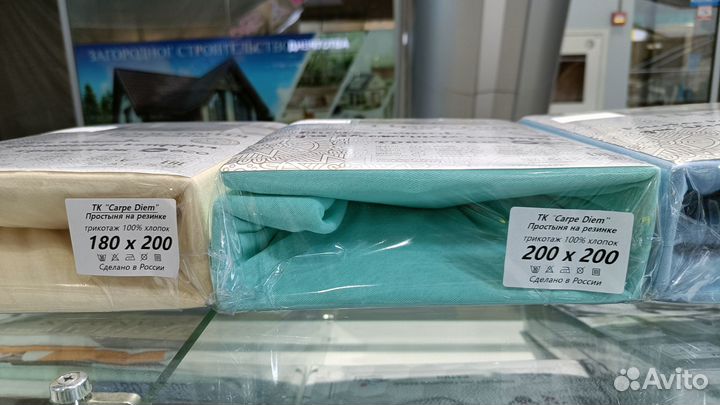 ЗАГОРОДНОЕ СТРОИТЕЛЬСТВО
ТК "Carpe Diem"
Простыня на резинке
трикотаж 100% хлопок
180 х 200
Сделано в России
ТК "Carpe Diem"
Простыня на резинке
трикотаж 100% хлопок
200 х 200
Сделано в России
Avito